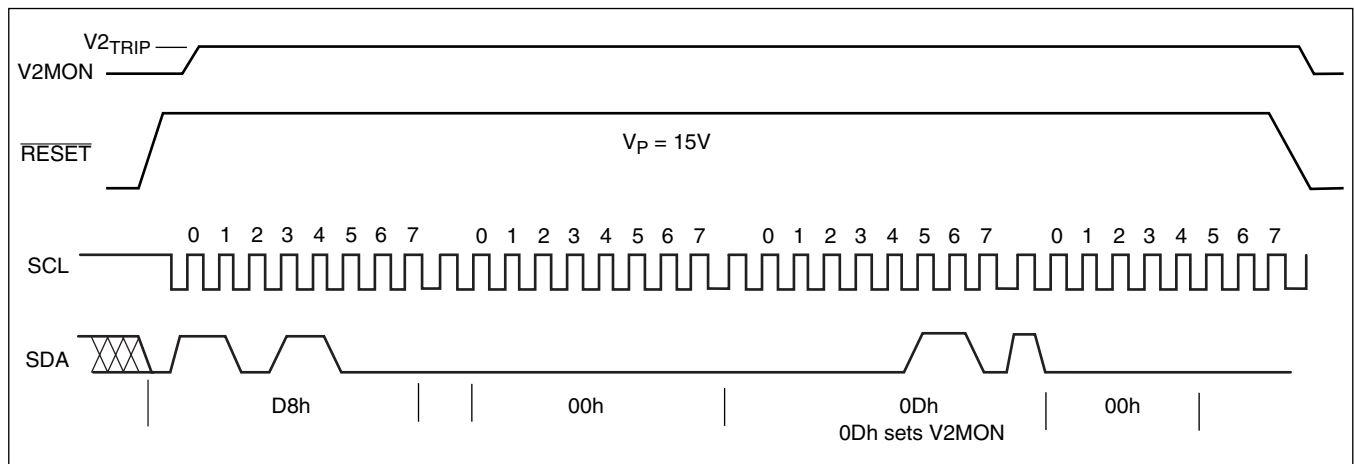 V2TRIP
V2MON
RESET
VP = 15V
0 1 2 3 4 5 6 7 0 1 2 3 4 5 6 7 0 1 2 3 4 5 6 7 0 1 2 3 4 5 6 7
SCL
SDA
D8h 00h 0Dh 00h
0Dh sets V2MON